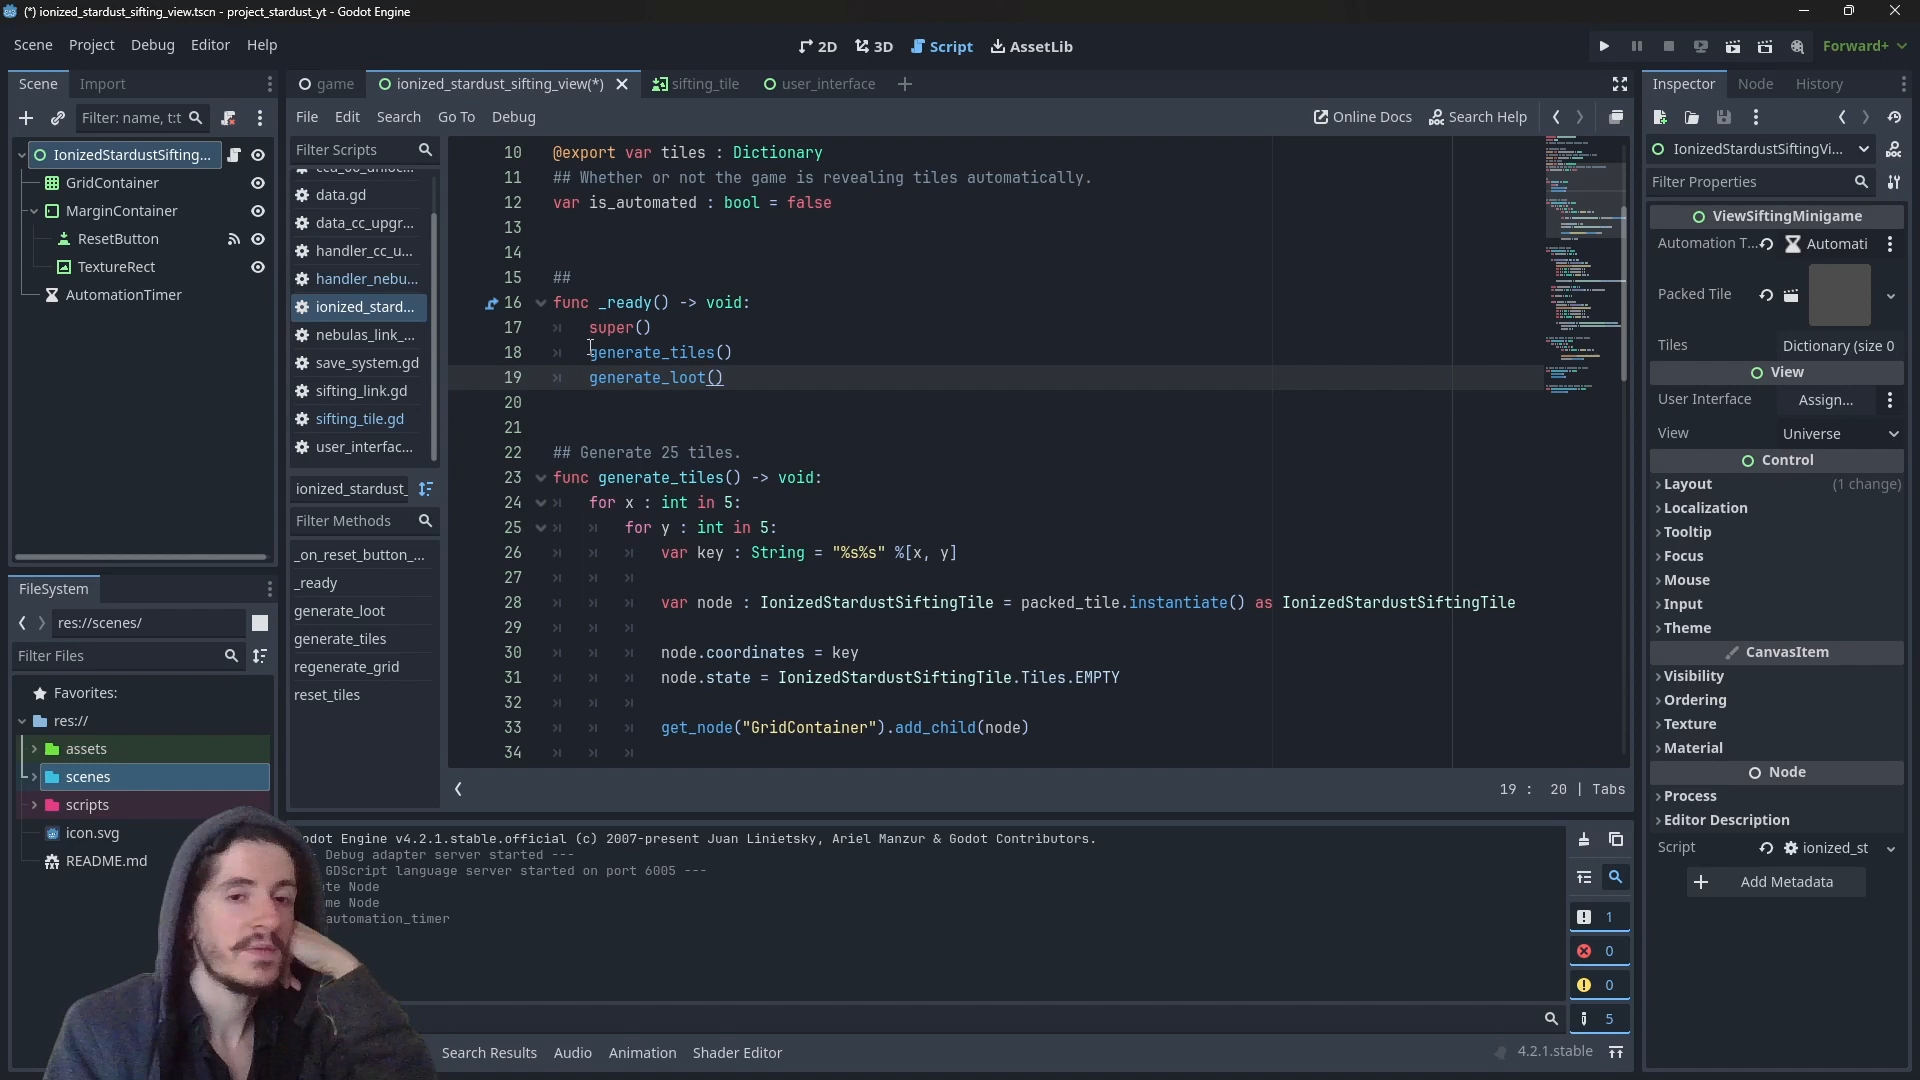 (*) ionized_stardust_sifting_view.tscn - project_stardust_yt - Godot Engine
Scene Project Debug Editor Help
2D 3D Script AssetLib
Forward+
Scene Import
Filter: name, t:t
IonizedStardustSifting...
GridContainer
MarginContainer
ResetButton
TextureRect
AutomationTimer
FileSystem
res://scenes/
Filter Files
Favorites:
res://
assets
scenes
scripts
icon.svg
README.md
game ionized_stardust_sifting_view(*) sifting_tile user_interface
File Edit Search Go To Debug
Online Docs Search Help
Filter Scripts
data.gd
data_cc_upgr...
handler_cc_u...
handler_nebu...
ionized_stard...
nebulas_link_...
save_system.gd
sifting_link.gd
sifting_tile.gd
user_interfac...
ionized_stardust_
Filter Methods
_on_reset_button_...
_ready
generate_loot
generate_tiles
regenerate_grid
reset_tiles
10 @export var tiles : Dictionary
11 ## Whether or not the game is revealing tiles automatically.
12 var is_automated : bool = false
13
14
15 ##
16 func _ready() -> void:
17 super()
18 generate_tiles()
19 generate_loot()
20
21
22 ## Generate 25 tiles.
23 func generate_tiles() -> void:
24 for x : int in 5:
25 for y : int in 5:
26 var key : String = "%s%s" %[x, y]
27
28 var node : IonizedStardustSiftingTile = packed_tile.instantiate() as IonizedStardustSiftingTile
29
30 node.coordinates = key
31 node.state = IonizedStardustSiftingTile.Tiles.EMPTY
32
33 get_node("GridContainer").add_child(node)
34
19 : 20 | Tabs
odot Engine v4.2.1.stable.official (c) 2007-present Juan Linietsky, Ariel Manzur & Godot Contributors.
Debug adapter server started ---
GDScript language server started on port 6005 ---
te Node
me Node
automation_timer
1
0
0
5
Search Results Audio Animation Shader Editor
4.2.1.stable
Inspector Node History
IonizedStardustSiftingVi...
Filter Properties
ViewSiftingMinigame
Automation T... Automati
Packed Tile
Tiles Dictionary (size 0
View
User Interface Assign...
View Universe
Control
Layout (1 change)
Localization
Tooltip
Focus
Mouse
Input
Theme
CanvasItem
Visibility
Ordering
Texture
Material
Node
Process
Editor Description
Script ionized_st
Add Metadata